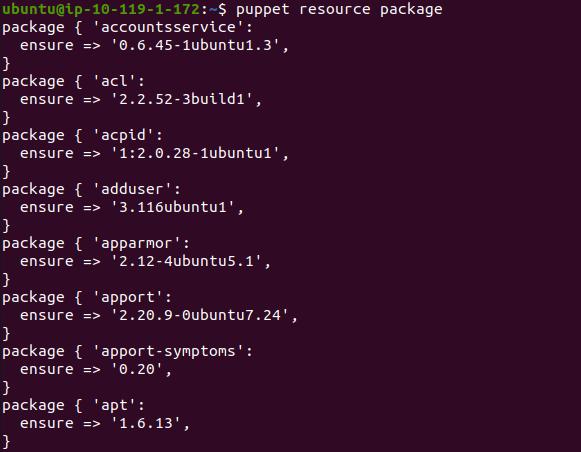 ubuntu@ip-10-119-1-172:~$ puppet resource package
package { 'accountsservice':
  ensure => '0.6.45-1ubuntu1.3',
}
package { 'acl':
  ensure => '2.2.52-3build1',
}
package { 'acpid':
  ensure => '1:2.0.28-1ubuntu1',
}
package { 'adduser':
  ensure => '3.116ubuntu1',
}
package { 'apparmor':
  ensure => '2.12-4ubuntu5.1',
}
package { 'apport':
  ensure => '2.20.9-0ubuntu7.24',
}
package { 'apport-symptoms':
  ensure => '0.20',
}
package { 'apt':
  ensure => '1.6.13',
}